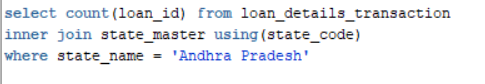 select count(loan_id) from loan_details_transaction
inner join state_master using(state_code)
where state_name = 'Andhra Pradesh'